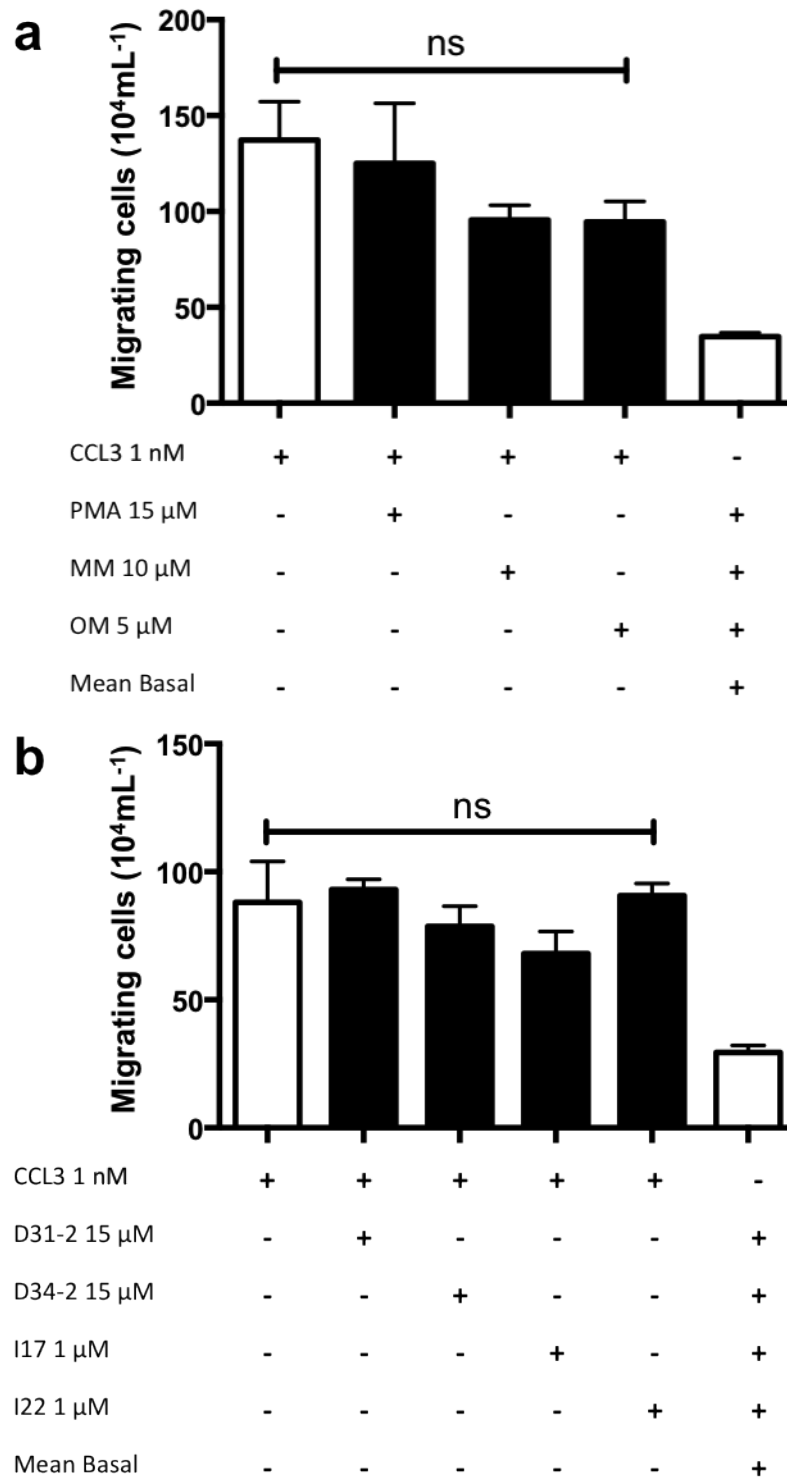 a
Migrating cells (10⁴mL⁻¹)
200
150
100
50
0
ns
CCL3 1 nM + + + + -
PMA 15 µM - + - - +
MM 10 µM - - + - +
OM 5 µM - - - + +
Mean Basal - - - - +
b
Migrating cells (10⁴mL⁻¹)
150
100
50
0
ns
CCL3 1 nM + + + + + -
D31-2 15 µM - + - - - +
D34-2 15 µM - - + - - +
I17 1 µM - - - + - +
I22 1 µM - - - - + +
Mean Basal - - - - - +